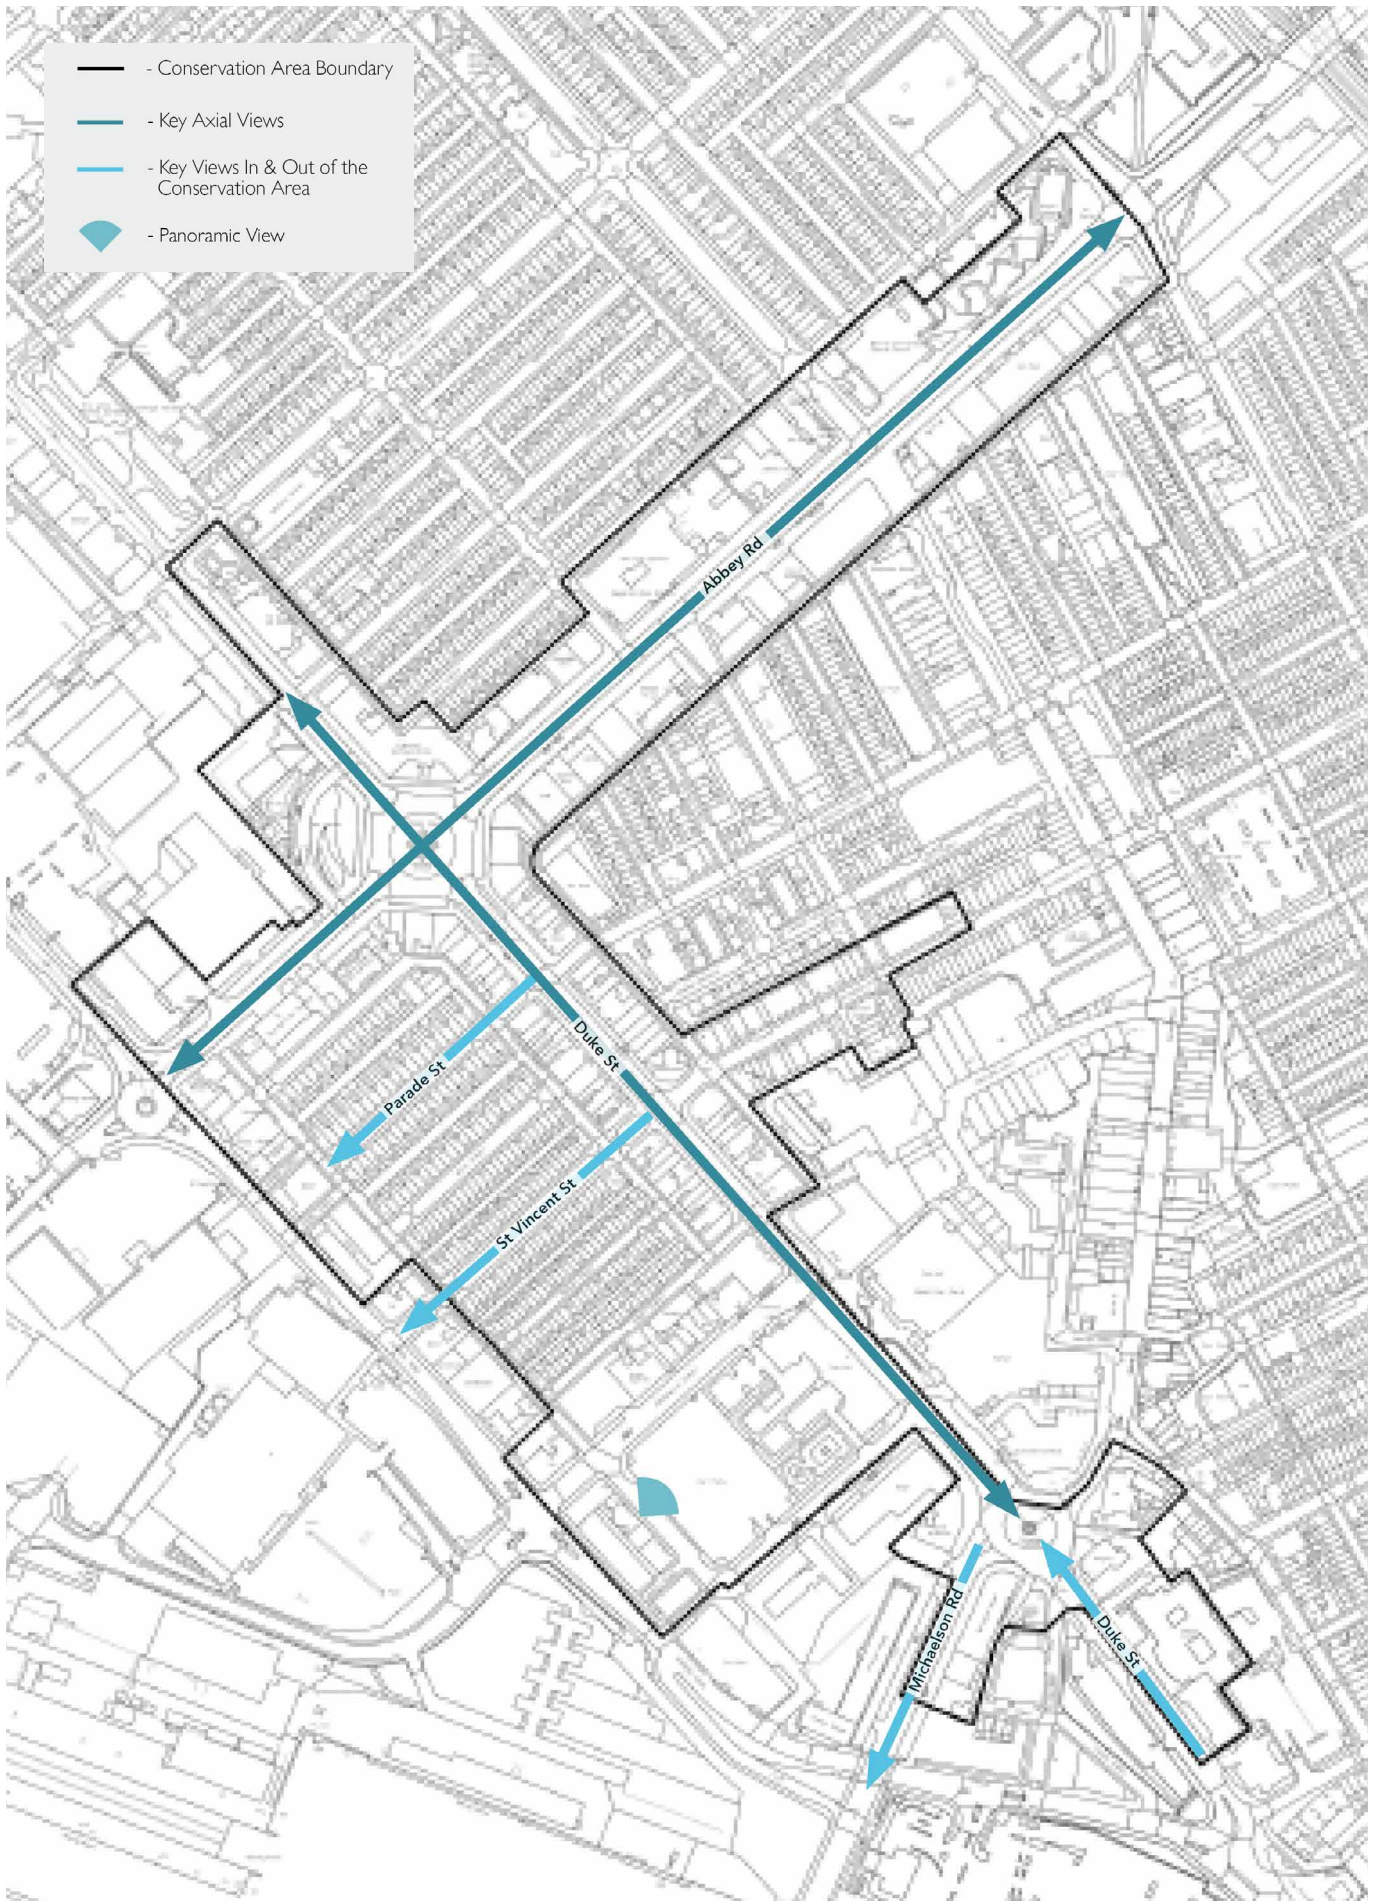 - Conservation Area Boundary
- Key Axial Views
- Key Views In & Out of the
Conservation Area
- Panoramic View
Abbey Rd
Duke St
Parade St
St Vincent St
Michaelson Rd
Duke St